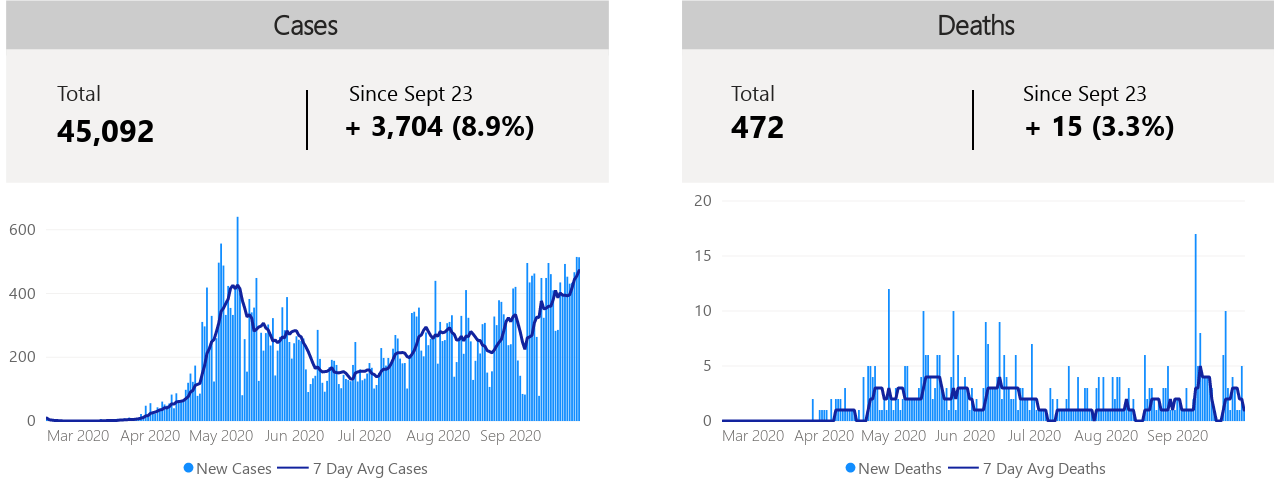 Cases
Total
45,092
Since Sept 23
+ 3,704 (8.9%)
600
400
200
0
Mar 2020 Apr 2020 May 2020 Jun 2020 Jul 2020 Aug 2020 Sep 2020
New Cases 7 Day Avg Cases
Deaths
Total
472
Since Sept 23
+ 15 (3.3%)
20
15
10
5
0
Mar 2020 Apr 2020 May 2020 Jun 2020 Jul 2020 Aug 2020 Sep 2020
New Deaths 7 Day Avg Deaths